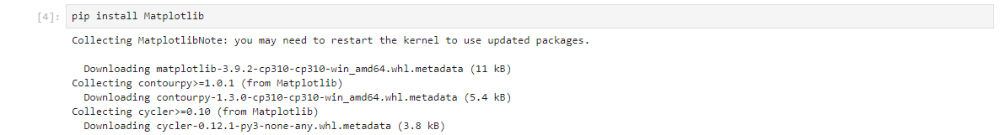 [4]: pip install Matplotlib
Collecting MatplotlibNote: you may need to restart the kernel to use updated packages.
Downloading matplotlib-3.9.2-cp310-cp310-win_amd64.whl.metadata (11 kB)
Collecting contourpy>=1.0.1 (from Matplotlib)
Downloading contourpy-1.3.0-cp310-cp310-win_amd64.whl.metadata (5.4 kB)
Collecting cycler>=0.10 (from Matplotlib)
Downloading cycler-0.12.1-py3-none-any.whl.metadata (3.8 kB)